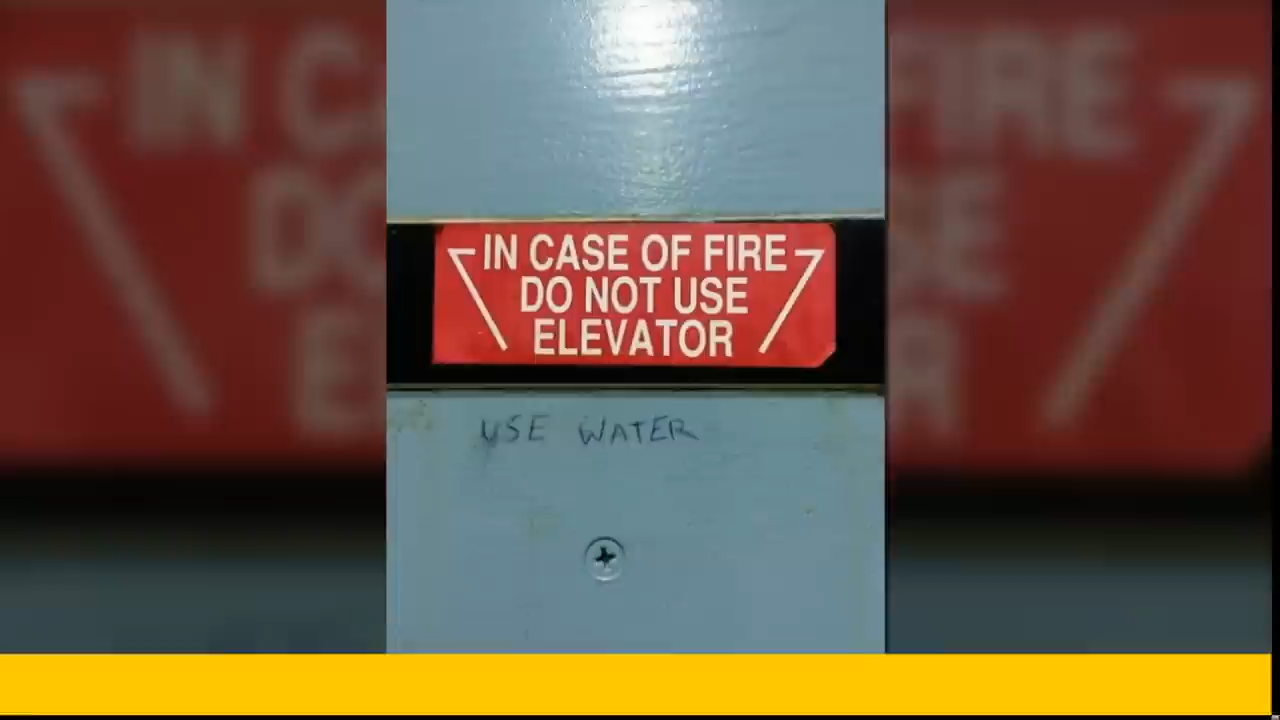 IN CASE OF FIRE
DO NOT USE
ELEVATOR
USE WATER